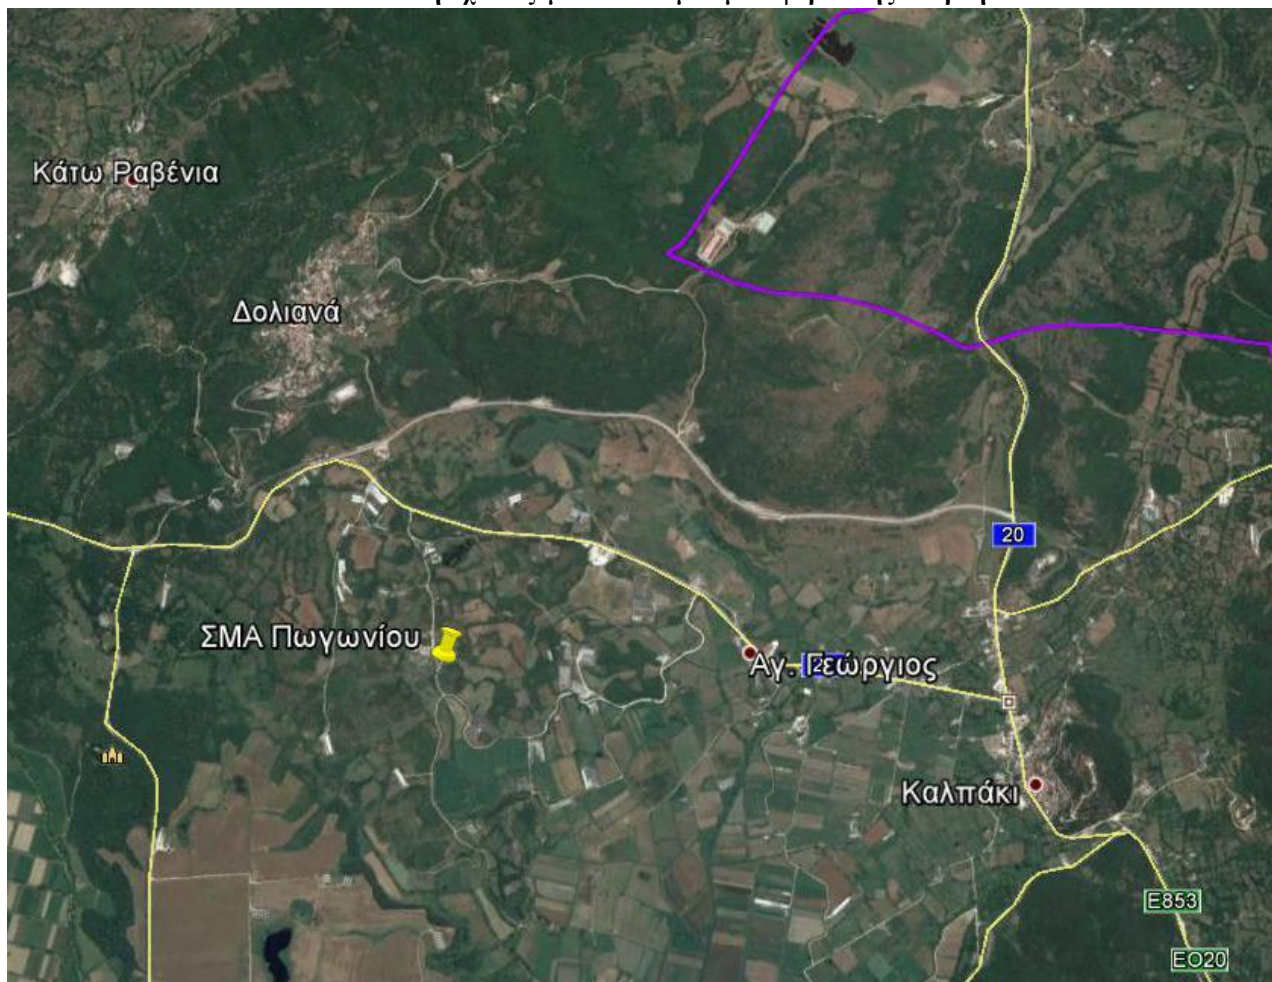 Κάτω Ραβένια
Δολιανά
20
ΣΜΑ Πωγωνίου
Αγ. Γεώργιος
Καλπάκι
E853
EO20